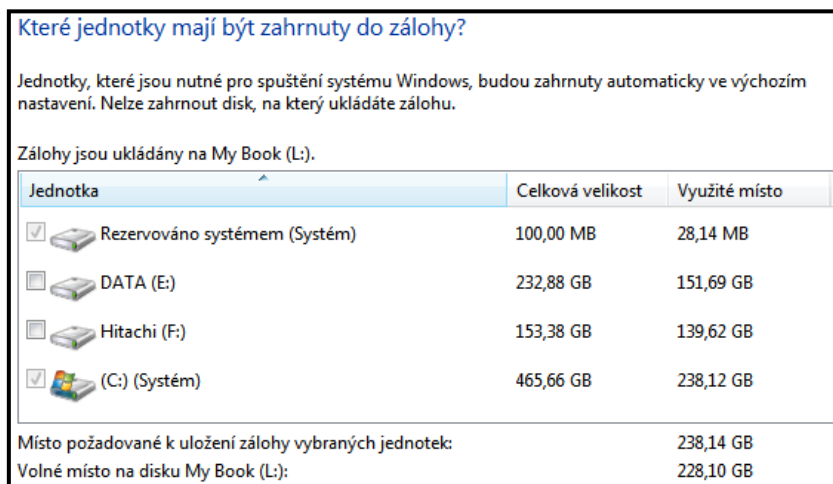 Které jednotky mají být zahrnuty do zálohy?
Jednotky, které jsou nutné pro spuštění systému Windows, budou zahrnuty automaticky ve výchozím
nastavení. Nelze zahrnout disk, na který ukládáte zálohu.
Zálohy jsou ukládány na My Book (L:).
Jednotka Celková velikost Využité místo
Rezervováno systémem (Systém) 100,00 MB 28,14 MB
DATA (E:) 232,88 GB 151,69 GB
Hitachi (F:) 153,38 GB 139,62 GB
(C:) (Systém) 465,66 GB 238,12 GB
Místo požadované k uložení zálohy vybraných jednotek: 238,14 GB
Volné místo na disku My Book (L:): 228,10 GB